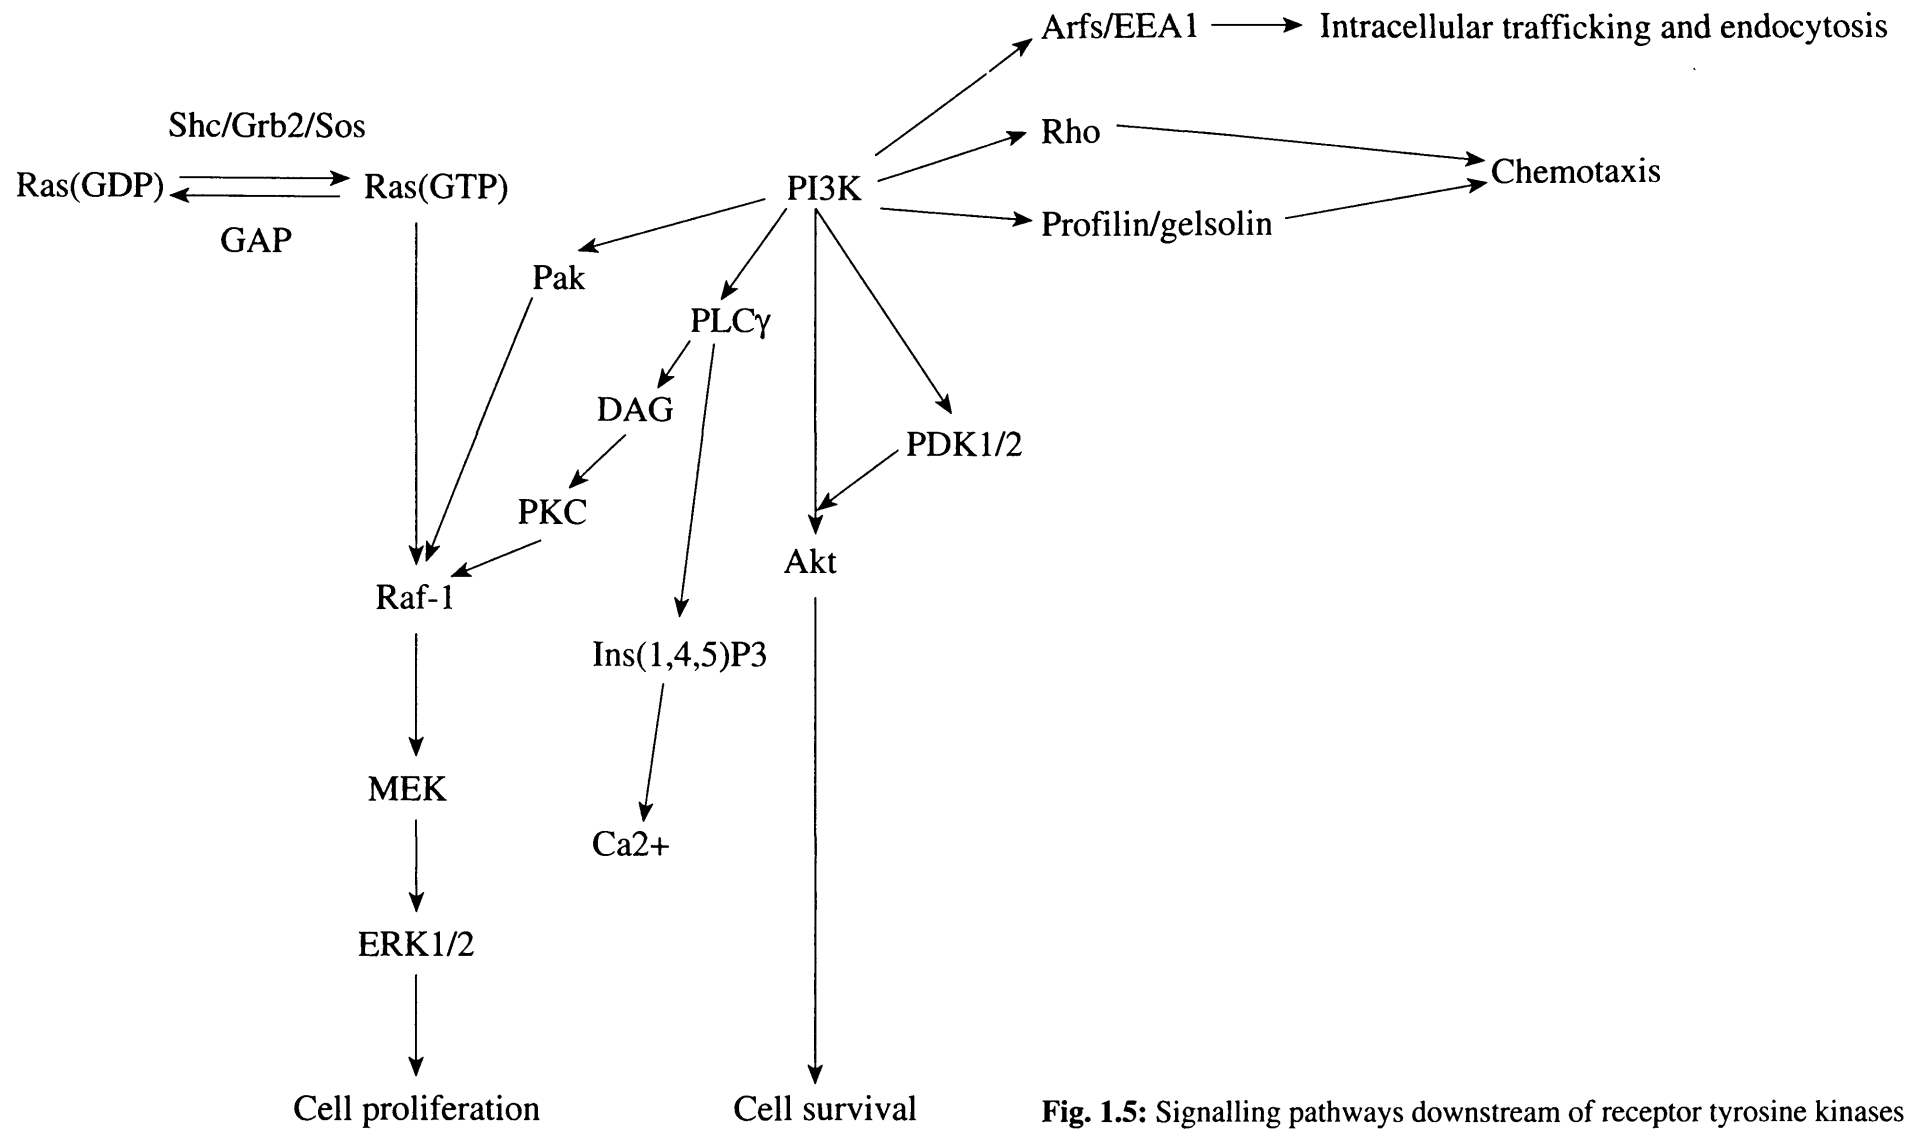 Arfs/EEA1
Intracellular trafficking and endocytosis
Shc/Grb2/Sos
Rho
Chemotaxis
Ras(GDP)
Ras(GTP)
PI3K
Profilin/gelsolin
GAP
Pak
PLCγ
DAG
PDK1/2
PKC
Akt
Raf-1
Ins(1,4,5)P3
MEK
Ca2+
ERK1/2
Cell proliferation
Cell survival
Fig. 1.5: Signalling pathways downstream of receptor tyrosine kinases